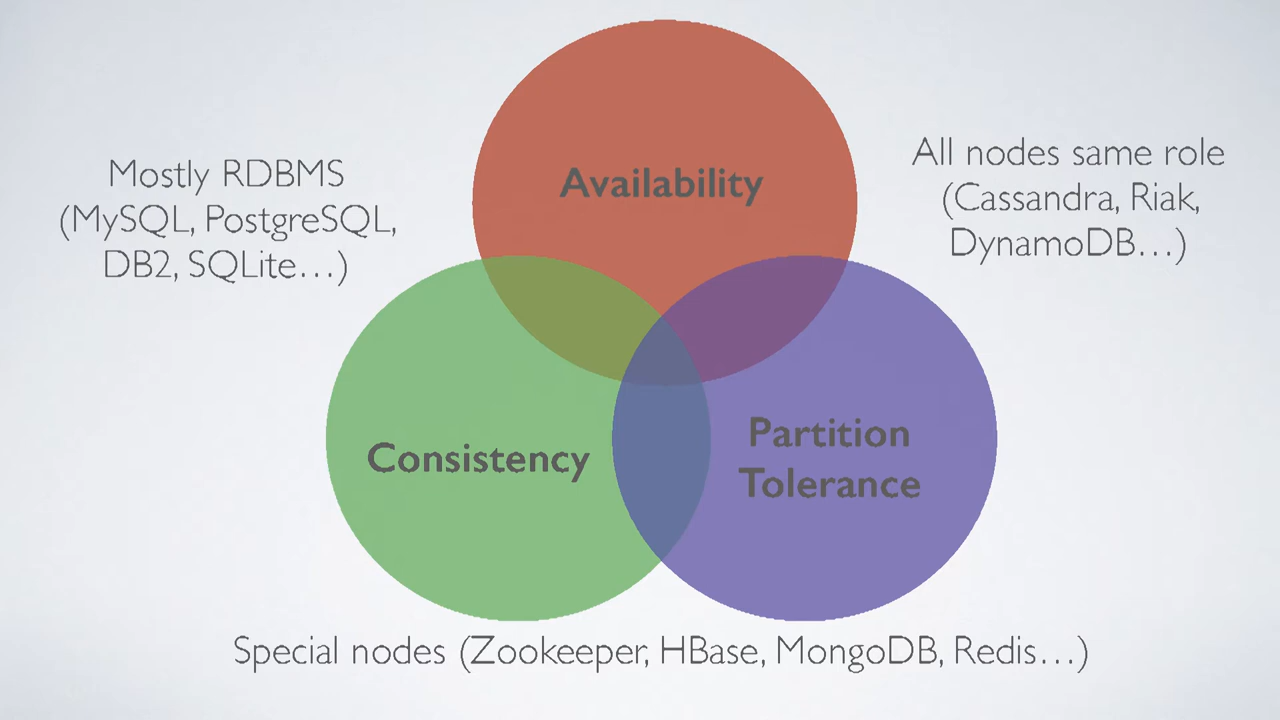 Availability
Mostly RDBMS
(MySQL, PostgreSQL,
DB2, SQLite…)
All nodes same role
(Cassandra, Riak,
DynamoDB…)
Consistency
Partition
Tolerance
Special nodes (Zookeeper, HBase, MongoDB, Redis…)